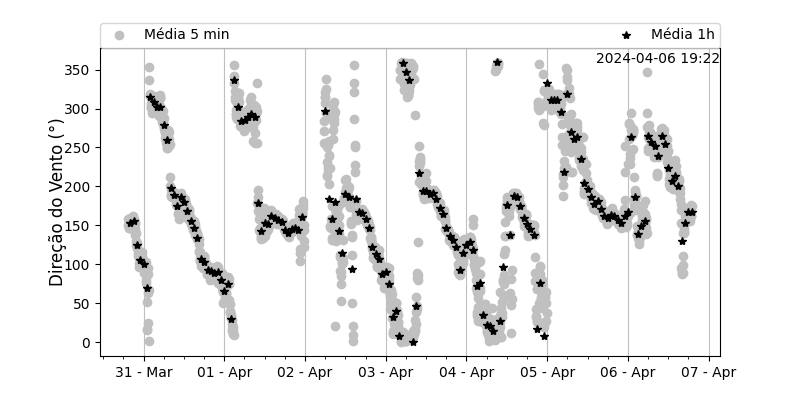 Média 5 min
Média 1h
2024-04-06 19:22
Direção do Vento (°)
350
300
250
200
150
100
50
0
31 - Mar
01 - Apr
02 - Apr
03 - Apr
04 - Apr
05 - Apr
06 - Apr
07 - Apr